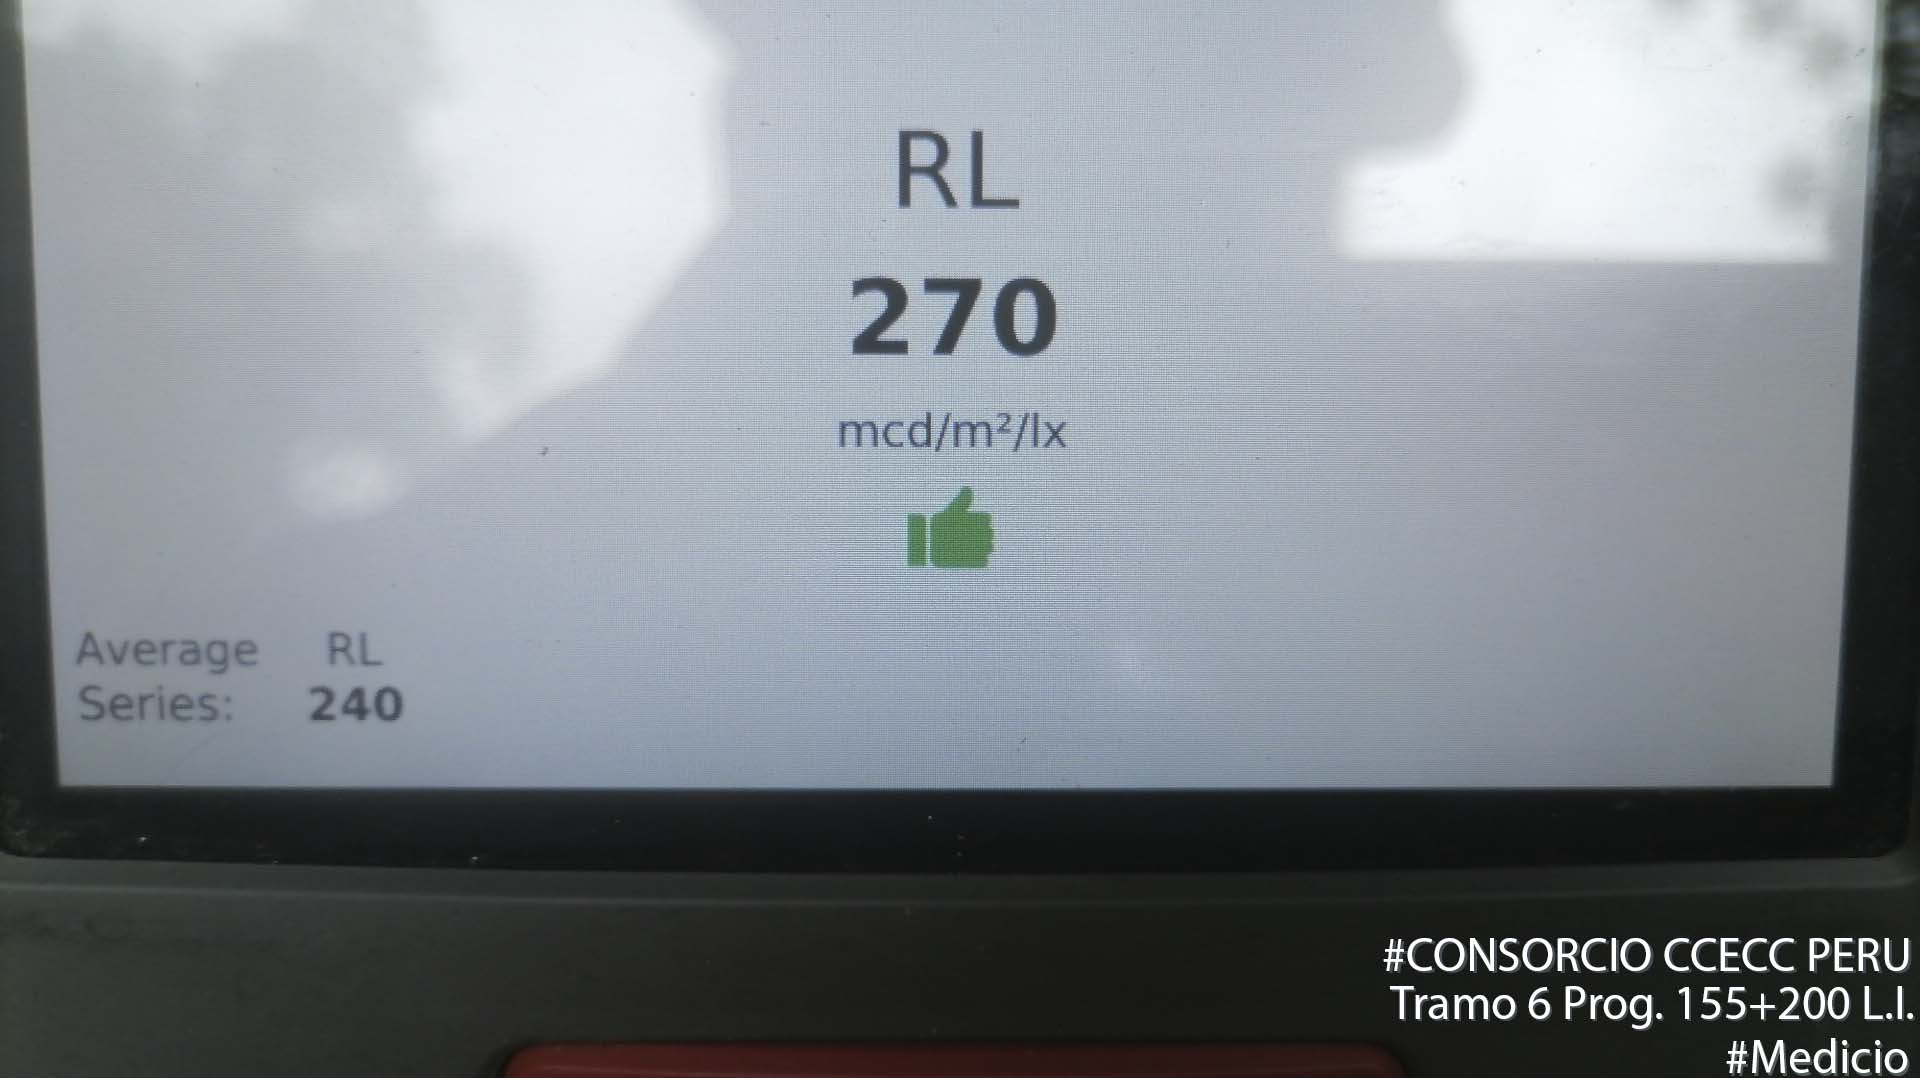 RL
270
mcd/m²/lx
Average RL
Series: 240
#CONSORCIO CCECC PERU
Tramo 6 Prog. 155+200 L.I.
#Medicio